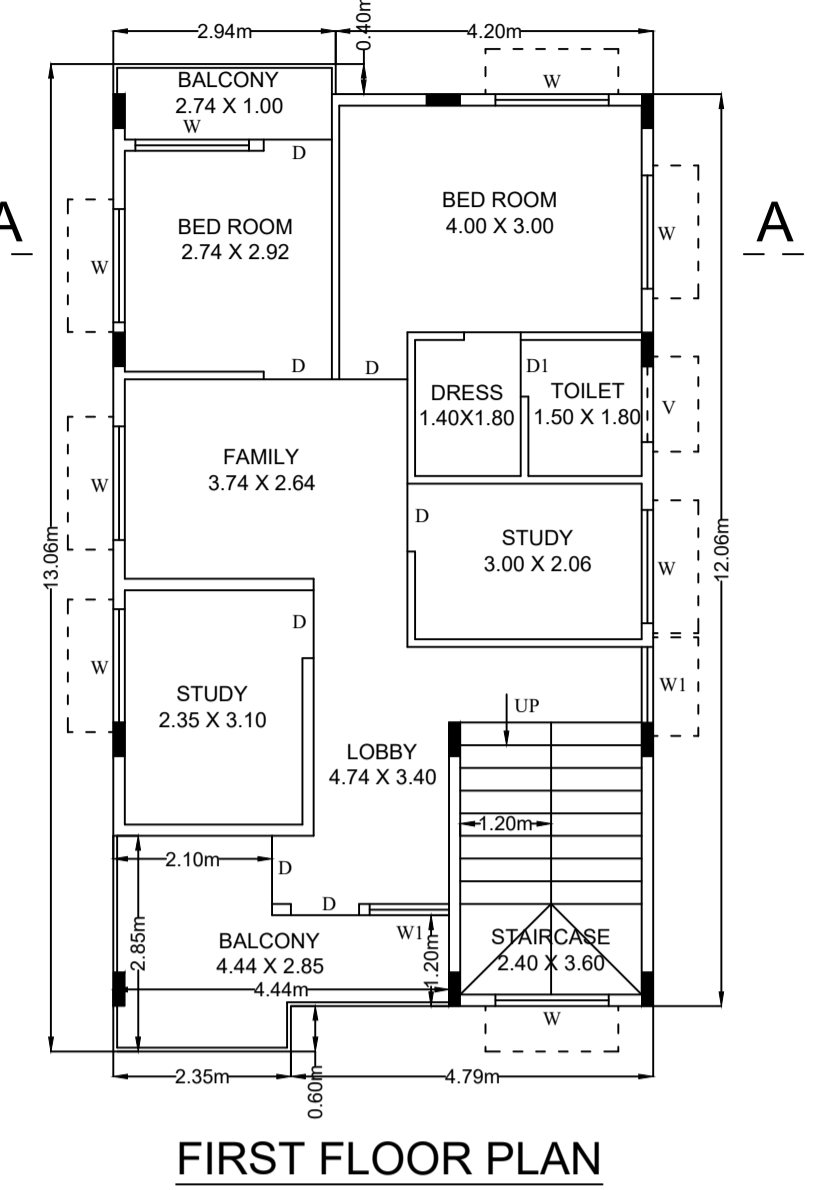 2.94m
4.20m
0.40m
BALCONY
2.74 X 1.00
W
W
D
A
A
BED ROOM
2.74 X 2.92
BED ROOM
4.00 X 3.00
W
W
D
D
D1
DRESS
1.40X1.80
TOILET
1.50 X 1.80
V
FAMILY
3.74 X 2.64
W
D
STUDY
3.00 X 2.06
W
13.06m
12.06m
D
W
STUDY
2.35 X 3.10
W1
UP
LOBBY
4.74 X 3.40
1.20m
2.10m
D
D
W1
2.85m
BALCONY
4.44 X 2.85
4.44m
1.20m
STAIRCASE
2.40 X 3.60
W
2.35m
0.60m
4.79m
FIRST FLOOR PLAN